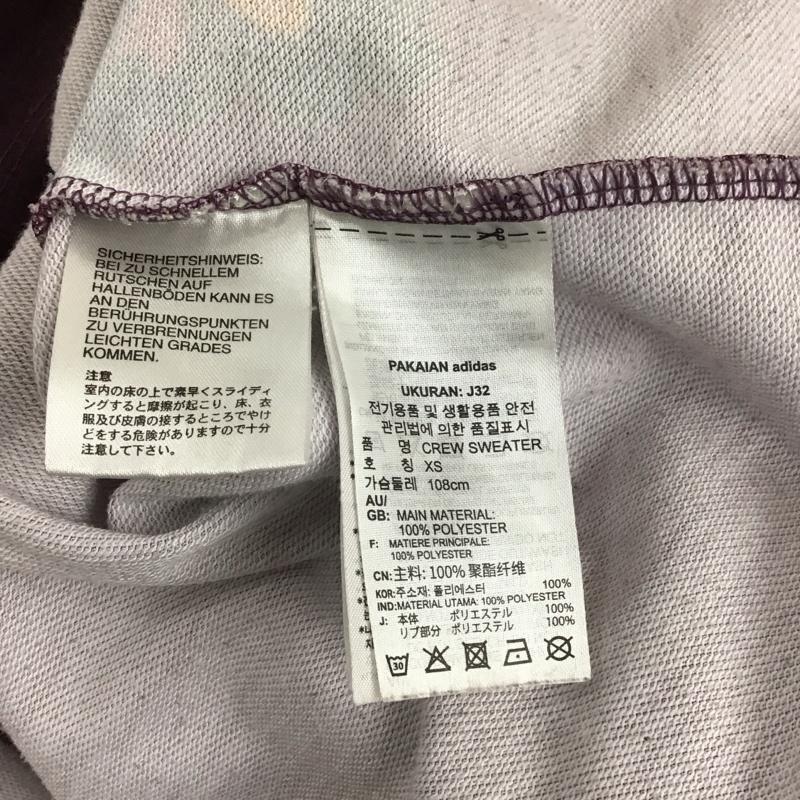 SICHERHEITSHINWEIS:
BEI ZU SCHNELLEM
RUTSCHEN AUF
HALLENBÖDEN KANN ES
AN DEN
BERÜHRUNGSPUNKTEN
ZU VERBRENNUNGEN
LEICHTEN GRADES
KOMMEN.
注意
室内の床の上で素早くスライディ
ングすると摩擦が起こり、床、衣
服及び皮膚の接するところでやけ
どをする危険がありますので十分
注意して下さい。
PAKAIAN adidas
UKURAN: J32
전기용품 및 생활용품 안전
관리법에 의한 품질표시
품 명 CREW SWEATER
호 칭 XS
가슴둘레 108cm
AU/
GB: MAIN MATERIAL:
100% POLYESTER
F: MATIERE PRINCIPALE:
100% POLYESTER
CN:主料: 100% 聚酯纤维
KOR:주소재: 폴리에스터 100%
IND:MATERIAL UTAMA: 100% POLYESTER
J: 本体 ポリエステル 100%
リブ部分 ポリエステル 100%
30